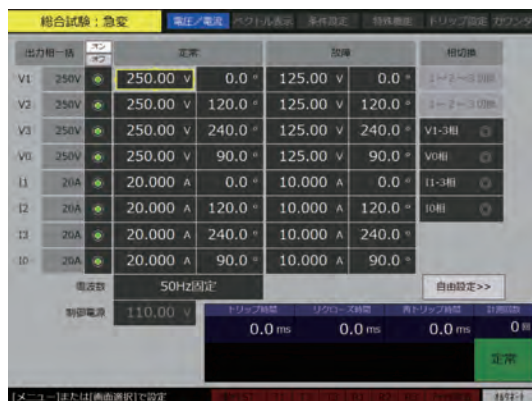 総合試験：急変 電圧／電流 ベクトル表示 条件設定 特殊機能 トリップ設定 カウンタ
出力相一括 オン オフ 定常 故障 相切換
V1 250V 250.00 V 0.0 ° 125.00 V 0.0 °
V2 250V 250.00 V 120.0 ° 125.00 V 120.0 °
V3 250V 250.00 V 240.0 ° 125.00 V 240.0 ° V1-3相
V0 250V 250.00 V 90.0 ° 125.00 V 90.0 ° V0相
I1 20A 20.000 A 0.0 ° 10.000 A 0.0 ° I1-3相
I2 20A 20.000 A 120.0 ° 10.000 A 120.0 ° I0相
I3 20A 20.000 A 240.0 ° 10.000 A 240.0 °
I0 20A 20.000 A 90.0 ° 10.000 A 90.0 °
周波数 50Hz固定 自由設定>>
制御電源 110.00 V トリップ時間 リクローズ時間 再トリップ時間 計測回数
0.0 ms 0.0 ms 0.0 ms 0 回
定常
[メニュー]または[画面選択]で設定